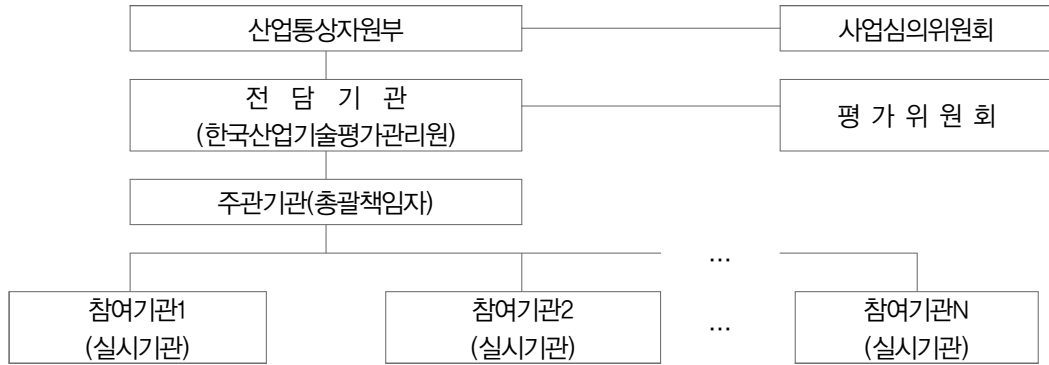 산업통상자원부
사업심의위원회
전 담 기 관
(한국산업기술평가관리원)
평 가 위 원 회
주관기관(총괄책임자)
...
참여기관1
(실시기관)
참여기관2
(실시기관)
...
참여기관N
(실시기관)